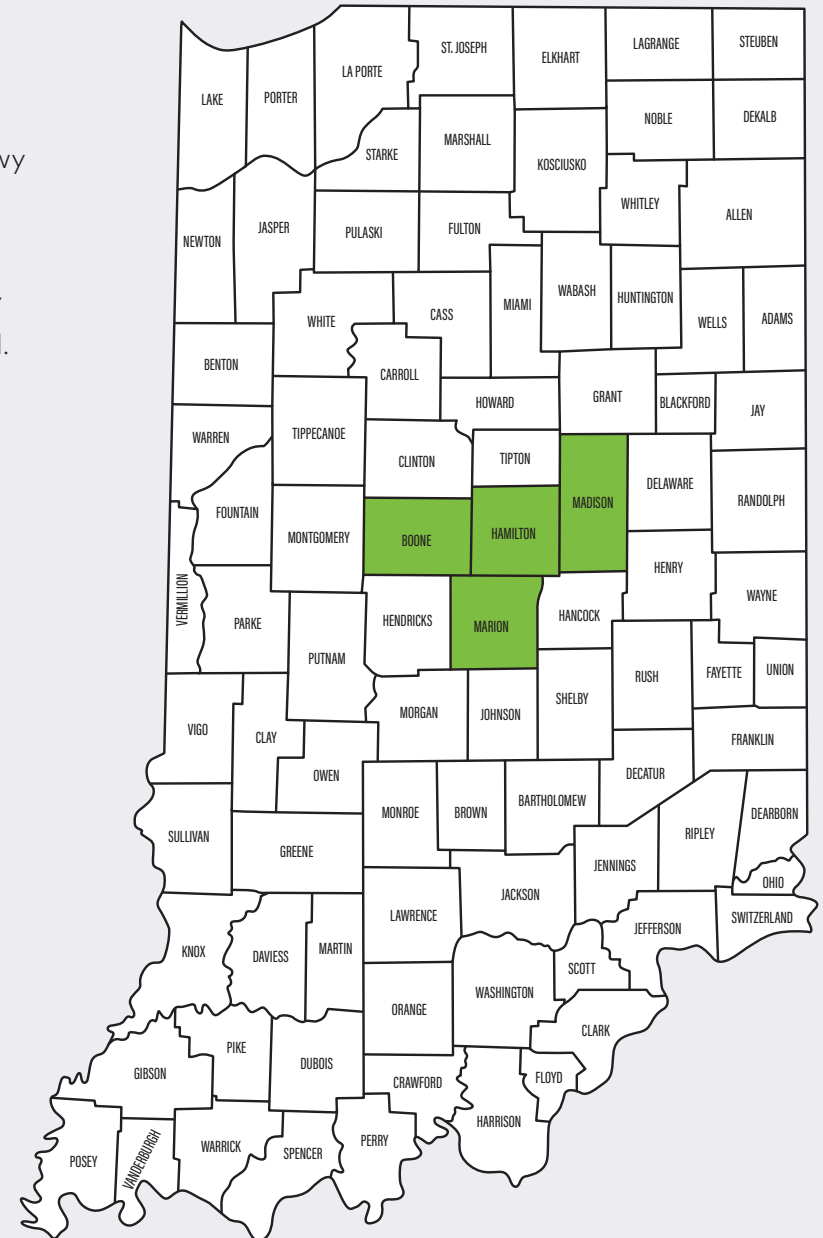 ST. JOSEPH
LAGRANGE
STEUBEN
ELKHART
LA PORTE
LAKE
PORTER
NOBLE
DEKALB
MARSHALL
STARKE
vy
KOSCIUSKO
WHITLEY
ALLEN
JASPER
FULTON
PULASKI
NEWTON
WABASH
HUNTINGTON
MIAMI
CASS
WHITE
WELLS
ADAMS
BENTON
CARROLL
GRANT
HOWARD
BLACKFORD
JAY
TIPPECANOE
WARREN
CLINTON
TIPTON
DELAWARE
RANDOLPH
MADISON
FOUNTAIN
MONTGOMERY
BOONE
HAMILTON
HENRY
WAYNE
VERMILLION
PARKE
HENDRICKS
MARION
HANCOCK
PUTNAM
RUSH
FAYETTE
UNION
SHELBY
MORGAN
JOHNSON
VIGO
CLAY
FRANKLIN
OWEN
DECATUR
MONROE
BROWN
BARTHOLOMEW
DEARBORN
RIPLEY
SULLIVAN
GREENE
JENNINGS
OHIO
JACKSON
LAWRENCE
SWITZERLAND
JEFFERSON
KNOX
DAVIESS
MARTIN
SCOTT
WASHINGTON
ORANGE
CLARK
PIKE
DUBOIS
GIBSON
CRAWFORD
FLOYD
HARRISON
PERRY
WARRICK
SPENCER
POSEY
VANDERBURGH